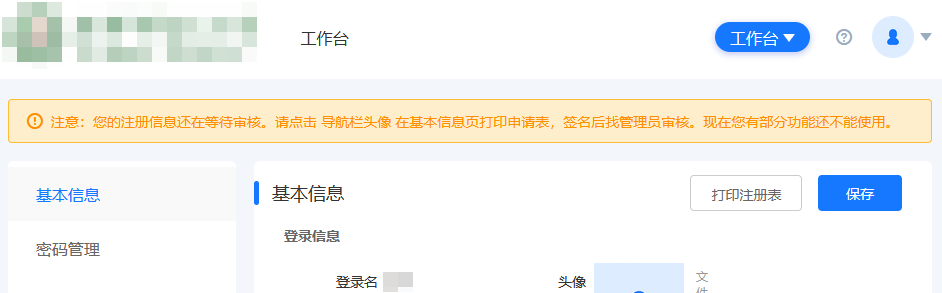 工作台
工作台
注意：您的注册信息还在等待审核。请点击 导航栏头像 在基本信息页打印申请表，签名后找管理员审核。现在您有部分功能还不能使用。
基本信息
密码管理
基本信息
打印注册表
保存
登录信息
登录名
头像
文
件